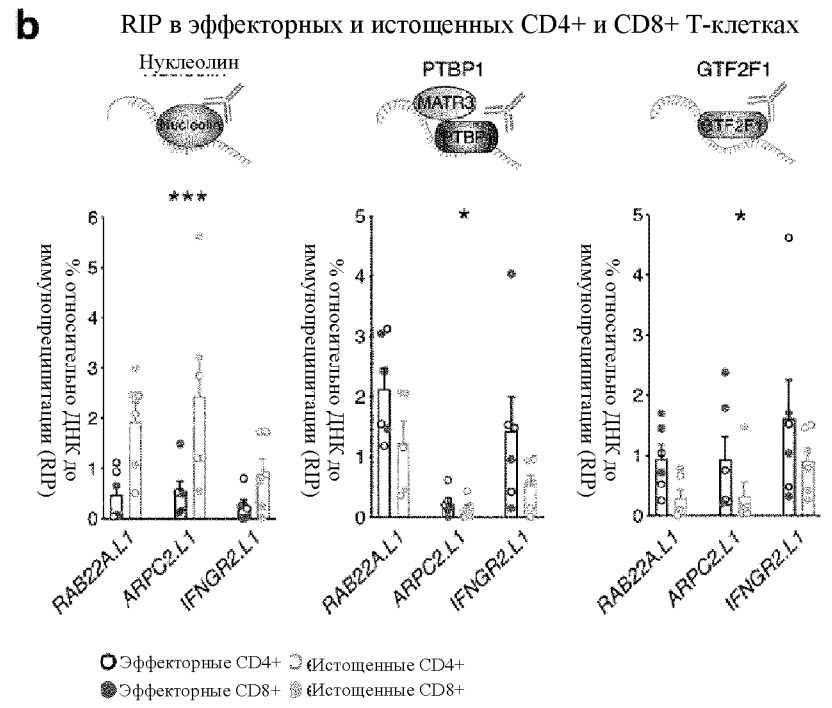 b
RIP в эффекторных и истощенных CD4+ и CD8+ Т-клетках
Нуклеолин
PTBP1
GTF2F1
Nucleolin
MATR3
PTBP1
GTF2F1
***
*
*
% относительно ДНК до
иммунопреципитации (RIP)
6
5
4
3
2
1
0
RAB22A.L1
ARPC2.L1
IFNGR2.L1
% относительно ДНК до
иммунопреципитации (RIP)
5
4
3
2
1
0
RAB22A.L1
ARPC2.L1
IFNGR2.L1
% относительно ДНК до
иммунопреципитации (RIP)
5
4
3
2
1
0
RAB22A.L1
ARPC2.L1
IFNGR2.L1
Эффекторные CD4+
Истощенные CD4+
Эффекторные CD8+
Истощенные CD8+